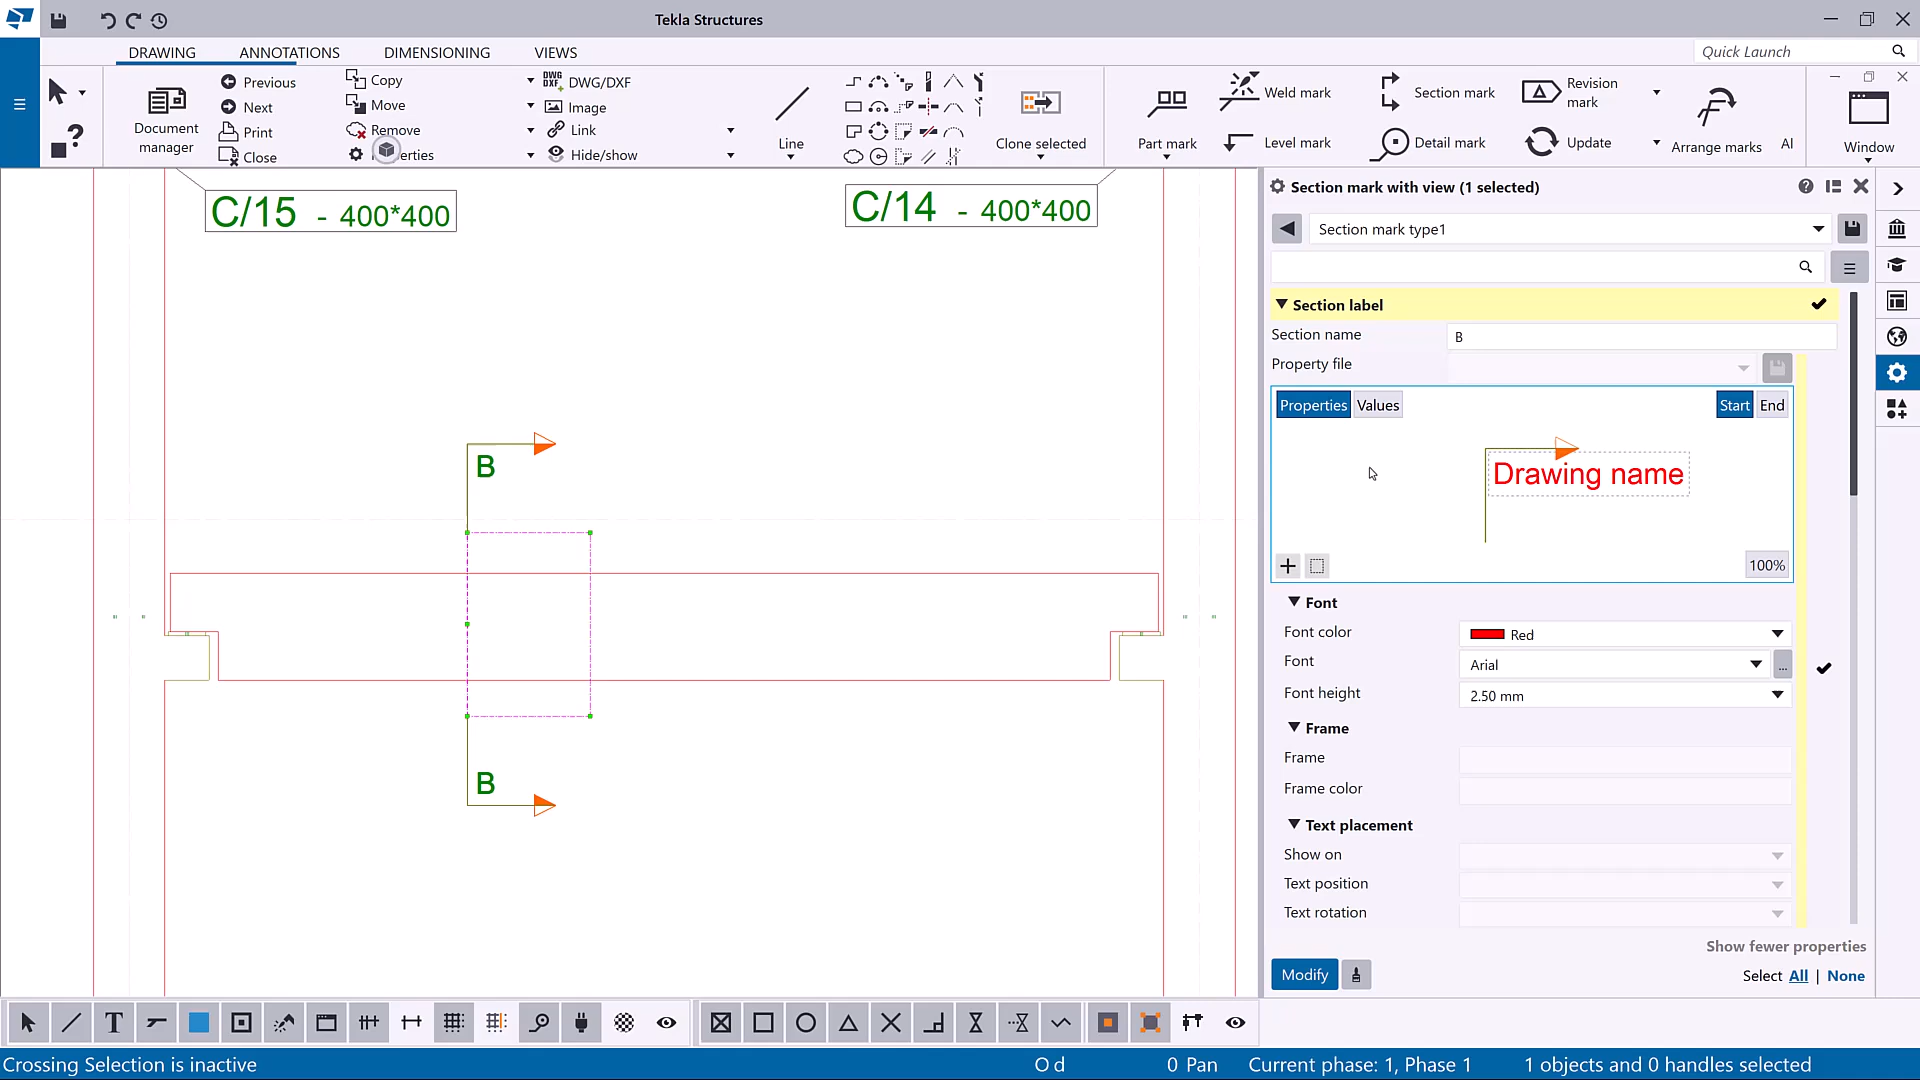 Tekla Structures
DRAWING
ANNOTATIONS
DIMENSIONING
VIEWS
Quick Launch
Document manager
Previous
Next
Print
Close
Copy
Move
Remove
DWG/DXF
Image
Link
Hide/show
Line
Clone selected
Part mark
Weld mark
Level mark
Section mark
Detail mark
Revision mark
Update
Arrange marks
Al
Window
C/15 - 400*400
C/14 - 400*400
B
B
Section mark with view (1 selected)
Section mark type1
Section label
Section name
B
Property file
Properties
Values
Start
End
Drawing name
100%
Font
Font color
Red
Font
Arial
...
Font height
2.50 mm
Frame
Frame
Frame color
Text placement
Show on
Text position
Text rotation
Show fewer properties
Modify
Select All | None
Crossing Selection is inactive
O d
0 Pan
Current phase: 1, Phase 1
1 objects and 0 handles selected